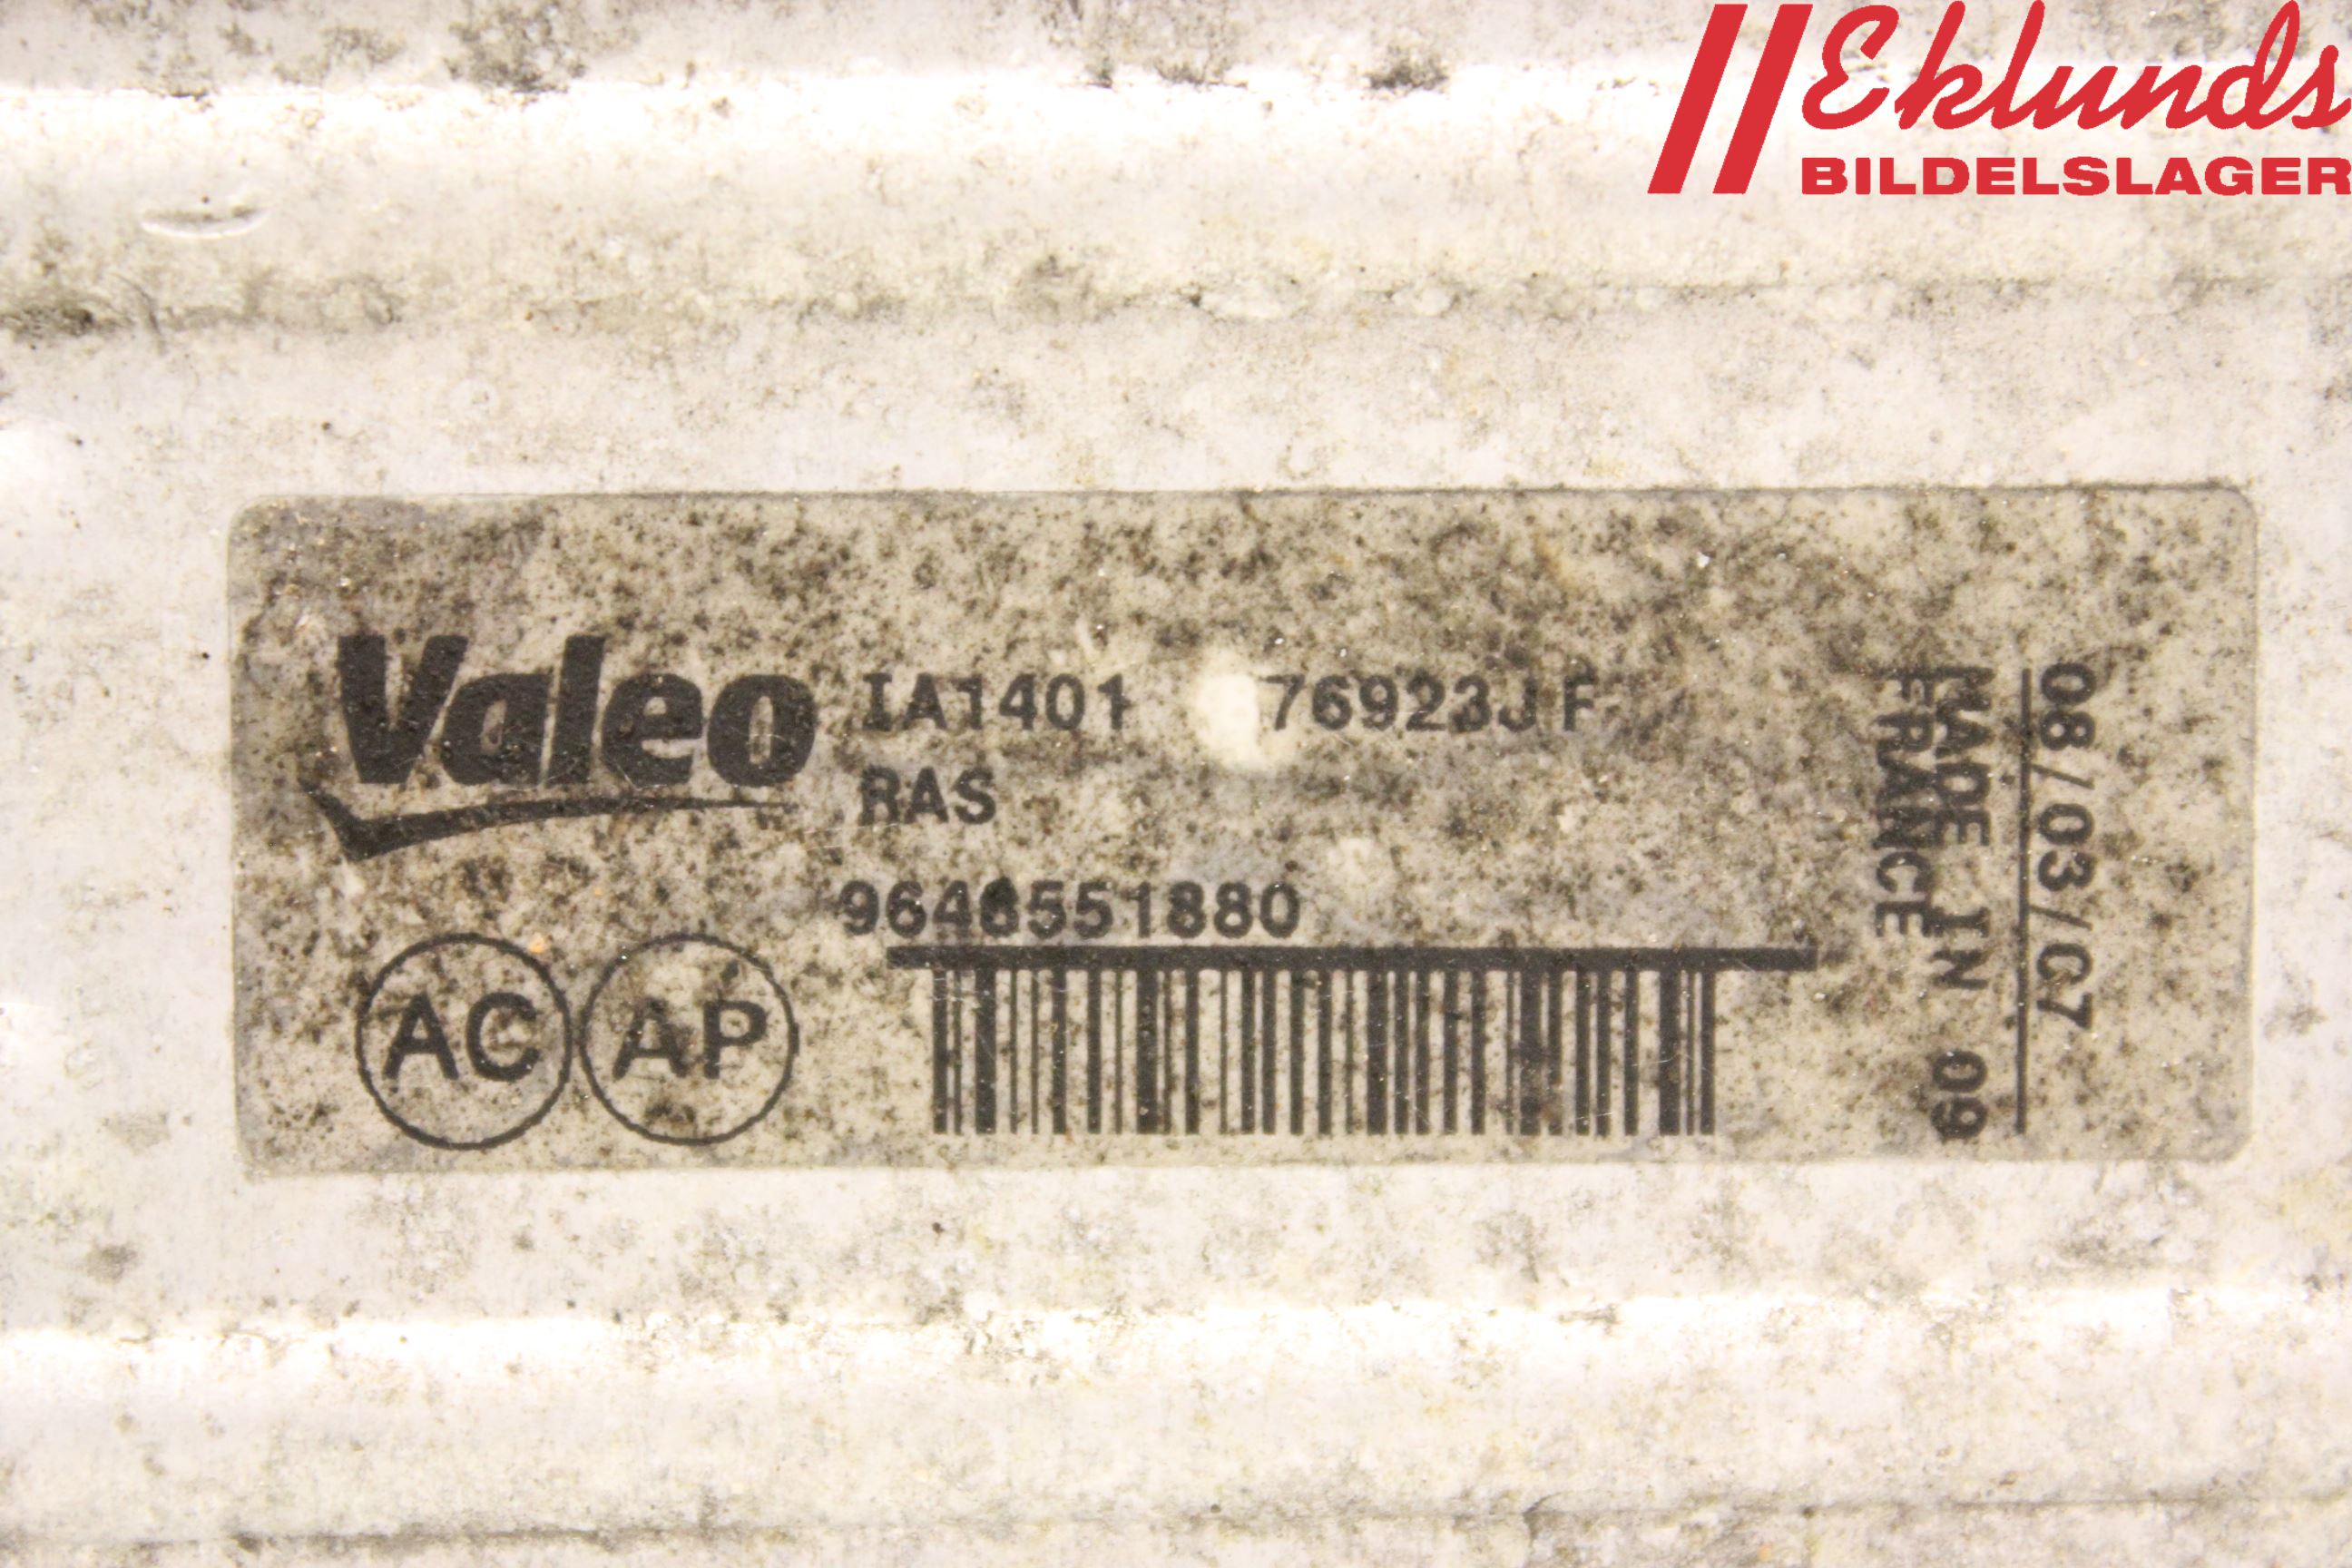 Eklunds
BILDELSLAGER
Valeo IA1401 76923J F
RAS
9646551880
AC AP
08/03/07
MADE IN 09
FRANCE